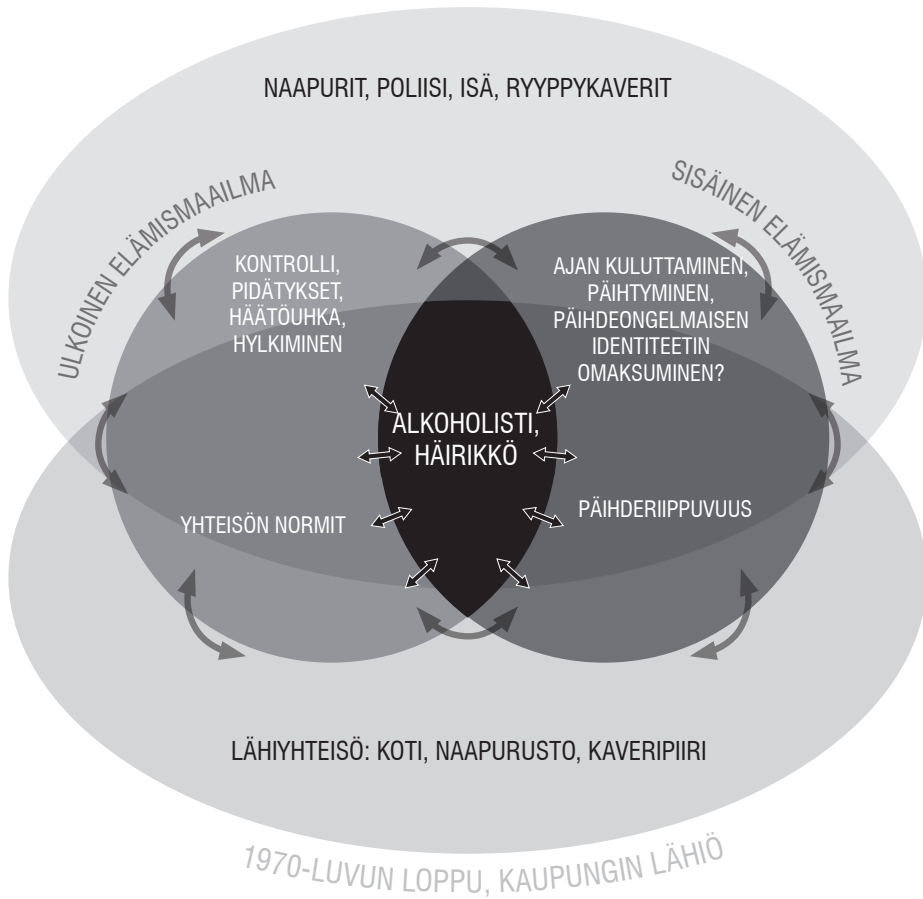 NAAPURIT, POLIISI, ISÄ, RYYPPYKAVERIT
ULKOINEN ELÄMISMAAILMA
SISÄINEN ELÄMISMAAILMA
KONTROLLI,
PIDÄTYKSET,
HÄÄTÖUHKA,
HYLKIMINEN
AJAN KULUTTAMINEN,
PÄIHTYMINEN,
PÄIHDEONGELMAISEN
IDENTITEETIN
OMAKSUMINEN?
ALKOHOLISTI,
HÄIRIKKÖ
YHTEISÖN NORMIT
PÄIHDERIIPPUVUUS
LÄHIYHTEISÖ: KOTI, NAAPURUSTO, KAVERIPIIRI
1970-LUVUN LOPPU, KAUPUNGIN LÄHIÖ